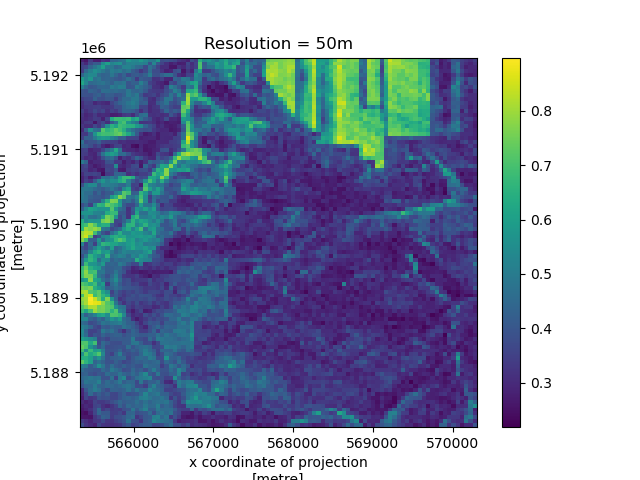 Resolution = 50m
1e6
5.192
5.191
5.190
5.189
5.188
y coordinate of projection
[metre]
566000 567000 568000 569000 570000
x coordinate of projection
[metre]
0.8
0.7
0.6
0.5
0.4
0.3